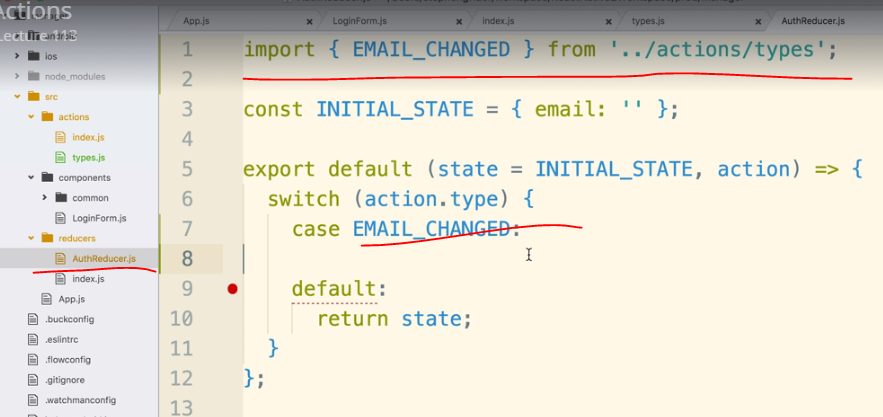 Actions
Lecture 113
ios
node_modules
src
actions
index.js
types.js
components
common
LoginForm.js
reducers
AuthReducer.js
index.js
App.js
.buckconfig
.eslintrc
.flowconfig
.gitignore
.watchmanconfig
App.js
LoginForm.js
index.js
types.js
AuthReducer.js
1 import { EMAIL_CHANGED } from '../actions/types';
2
3 const INITIAL_STATE = { email: '' };
4
5 export default (state = INITIAL_STATE, action) => {
6 switch (action.type) {
7 case EMAIL_CHANGED:
8
9 default:
10 return state;
11 }
12 };
13